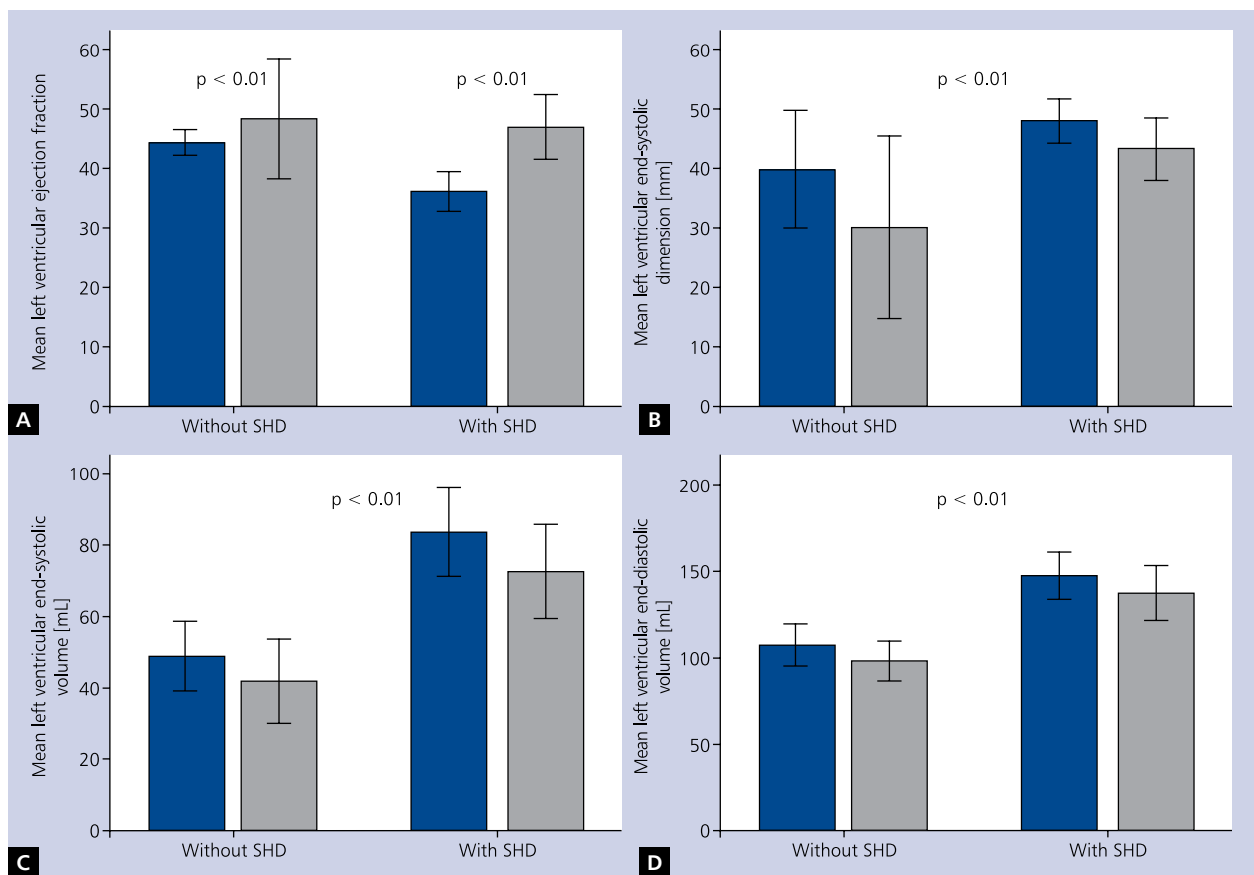 Mean left ventricular ejection fraction
60
50
40
30
20
10
0
p < 0.01
p < 0.01
Without SHD
With SHD
A
Mean left ventricular end-systolic
dimension [mm]
60
50
40
30
20
10
0
p < 0.01
Without SHD
With SHD
B
Mean left ventricular end-systolic
volume [mL]
100
80
60
40
20
0
p < 0.01
Without SHD
With SHD
C
Mean left ventricular end-diastolic
volume [mL]
200
150
100
50
0
p < 0.01
Without SHD
With SHD
D